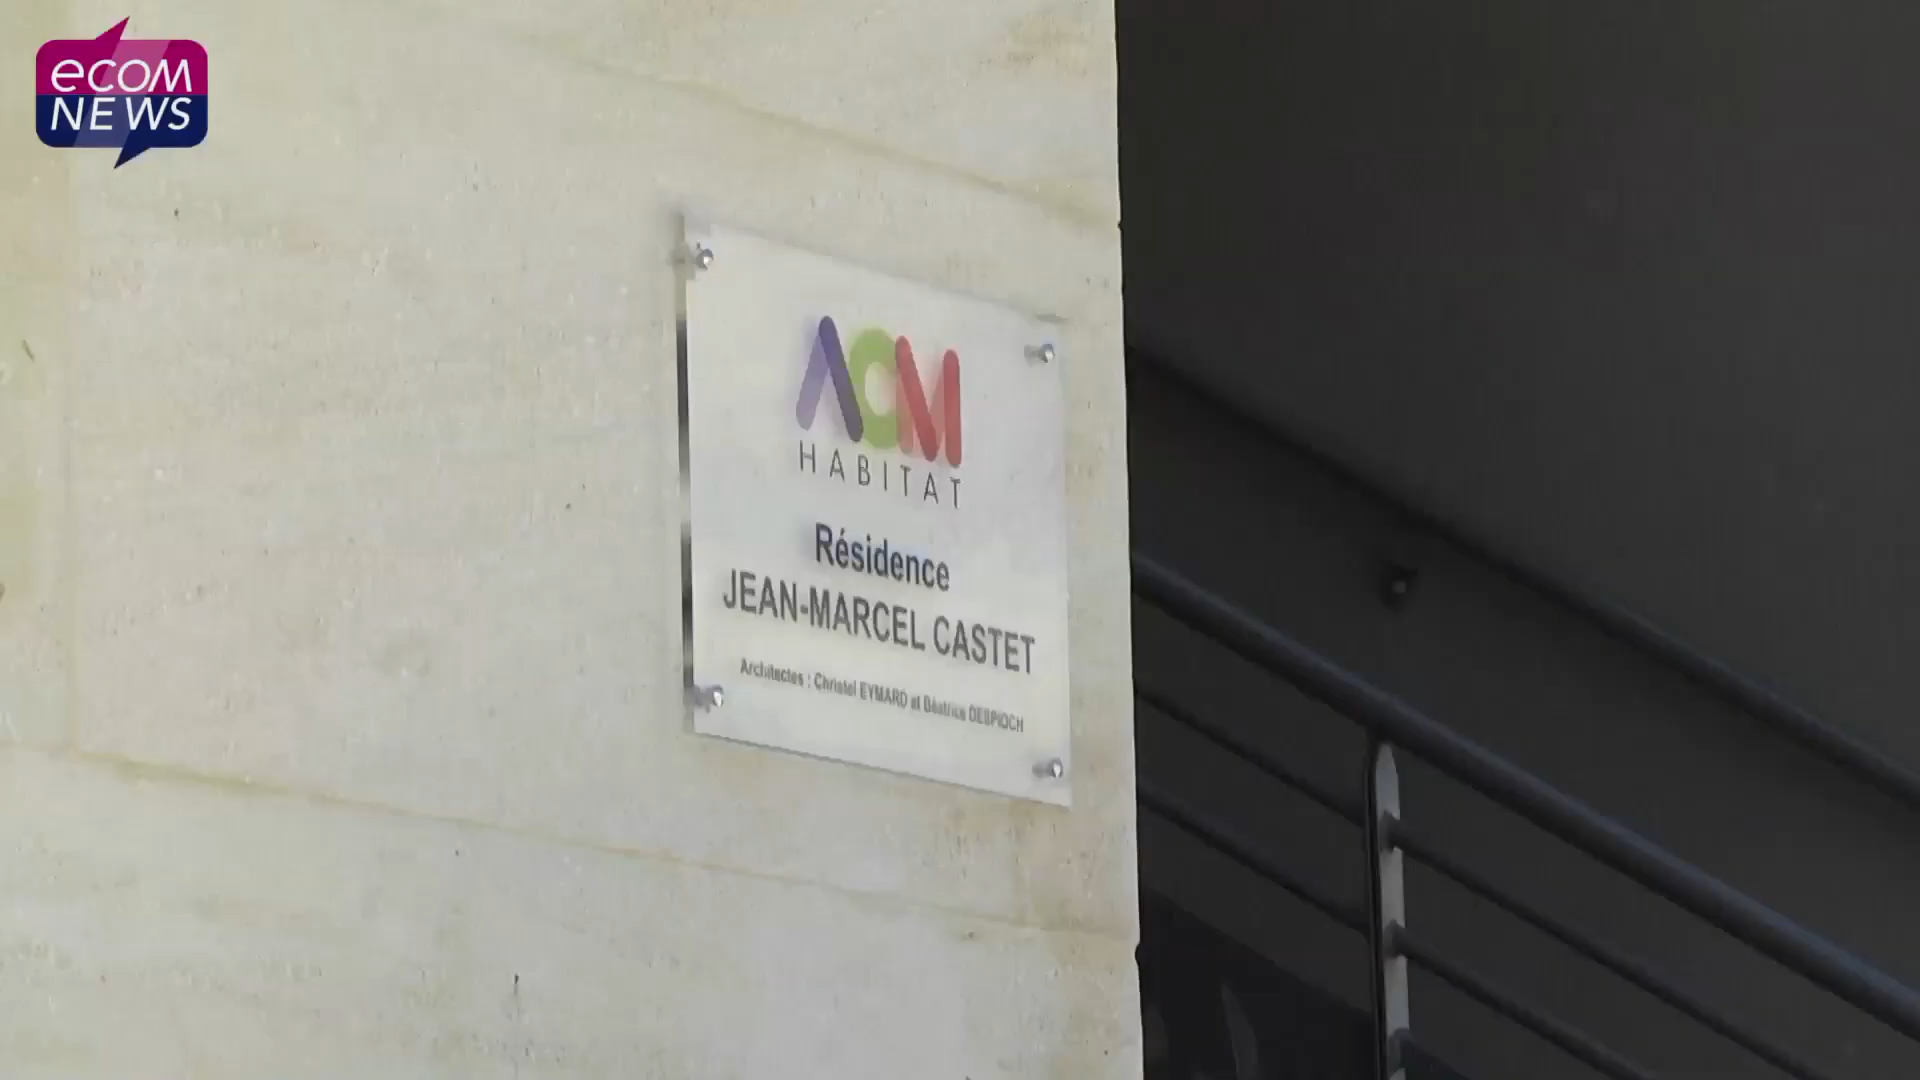 ecom
NEWS
ACM
HABITAT
Résidence
JEAN-MARCEL CASTET
Architectes : Christel EYMARD et Béatrice DESPIOCH